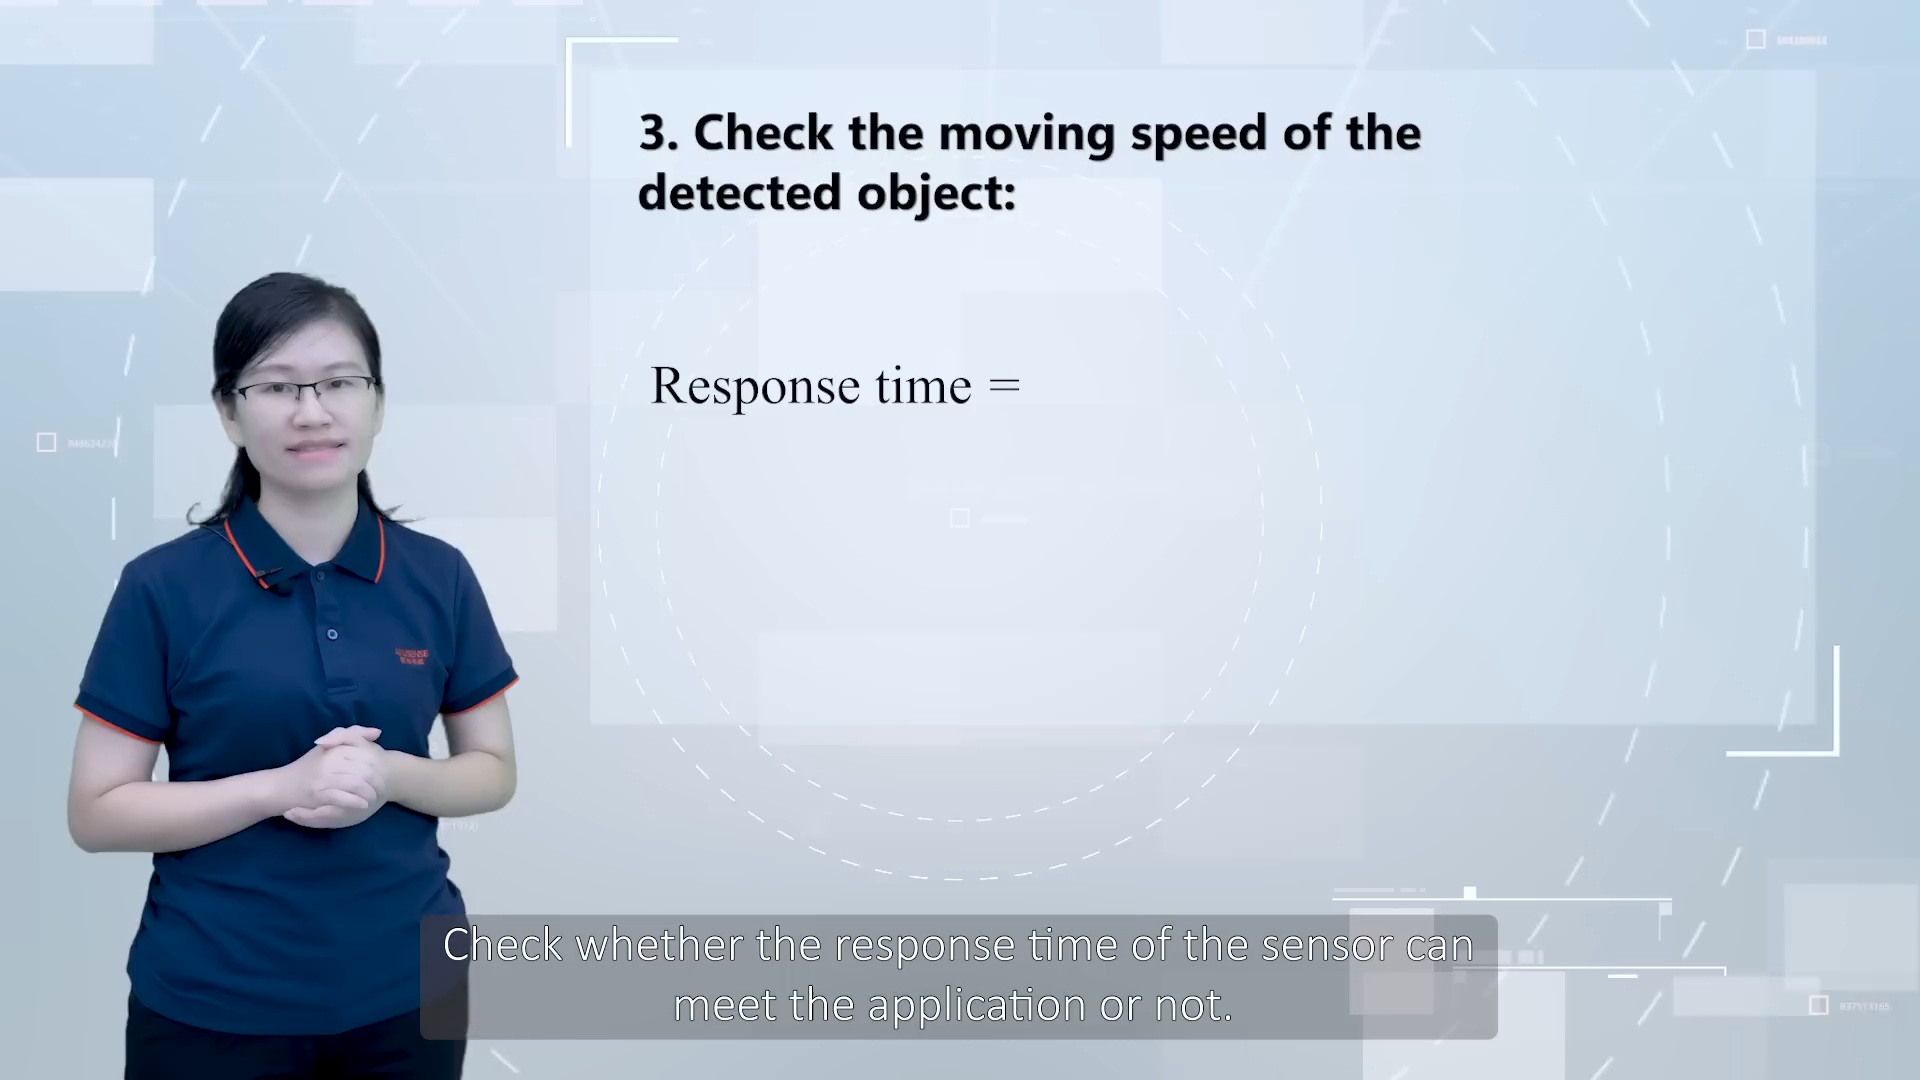 3. Check the moving speed of the
detected object:
Response time =
Check whether the response time of the sensor can
meet the application or not.